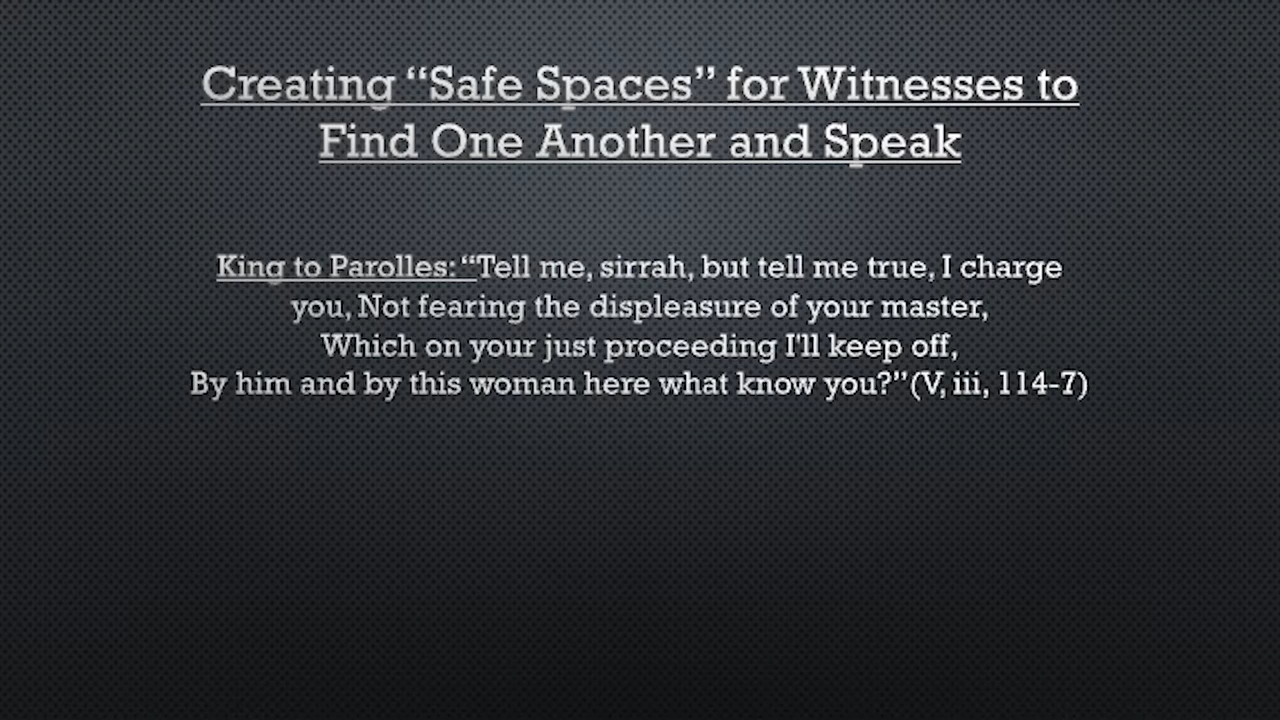 Creating “Safe Spaces” for Witnesses to
Find One Another and Speak
King to Parolles: “Tell me, sirrah, but tell me true, I charge
you, Not fearing the displeasure of your master,
Which on your just proceeding I'll keep off,
By him and by this woman here what know you?” (V, iii, 114-7)